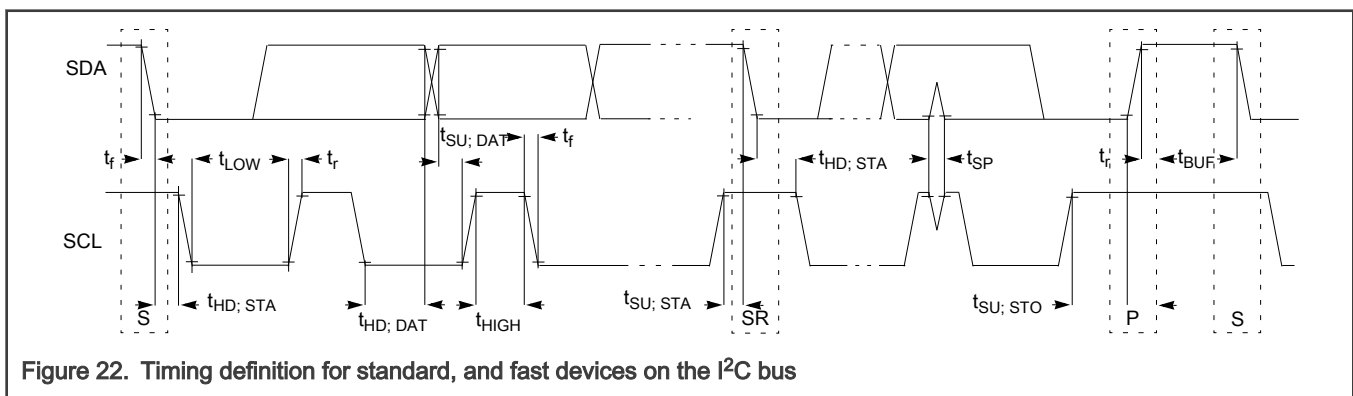 SDA
t_SU; DAT t_f
t_f t_LOW t_r t_HD; STA t_SP t_r t_BUF
SCL
t_HD; STA t_HD; DAT t_HIGH t_SU; STA t_SU; STO
S SR P S
Figure 22. Timing definition for standard, and fast devices on the I²C bus